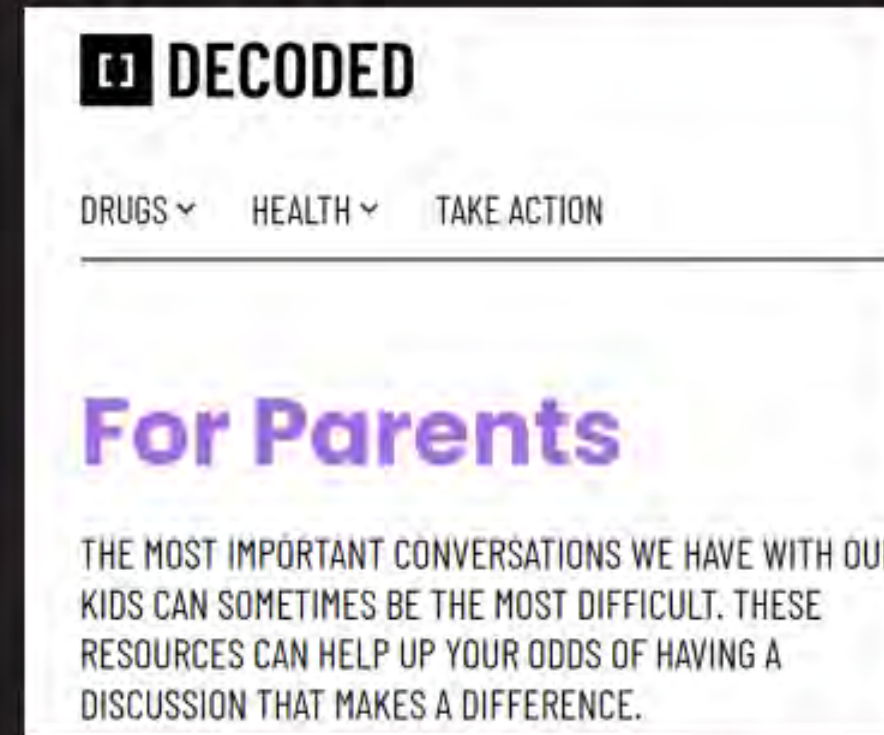 [] DECODED
DRUGS HEALTH TAKE ACTION
For Parents
THE MOST IMPORTANT CONVERSATIONS WE HAVE WITH
KIDS CAN SOMETIMES BE THE MOST DIFFICULT. THESE
RESOURCES CAN HELP UP YOUR ODDS OF HAVING A
DISCUSSION THAT MAKES A DIFFERENCE.